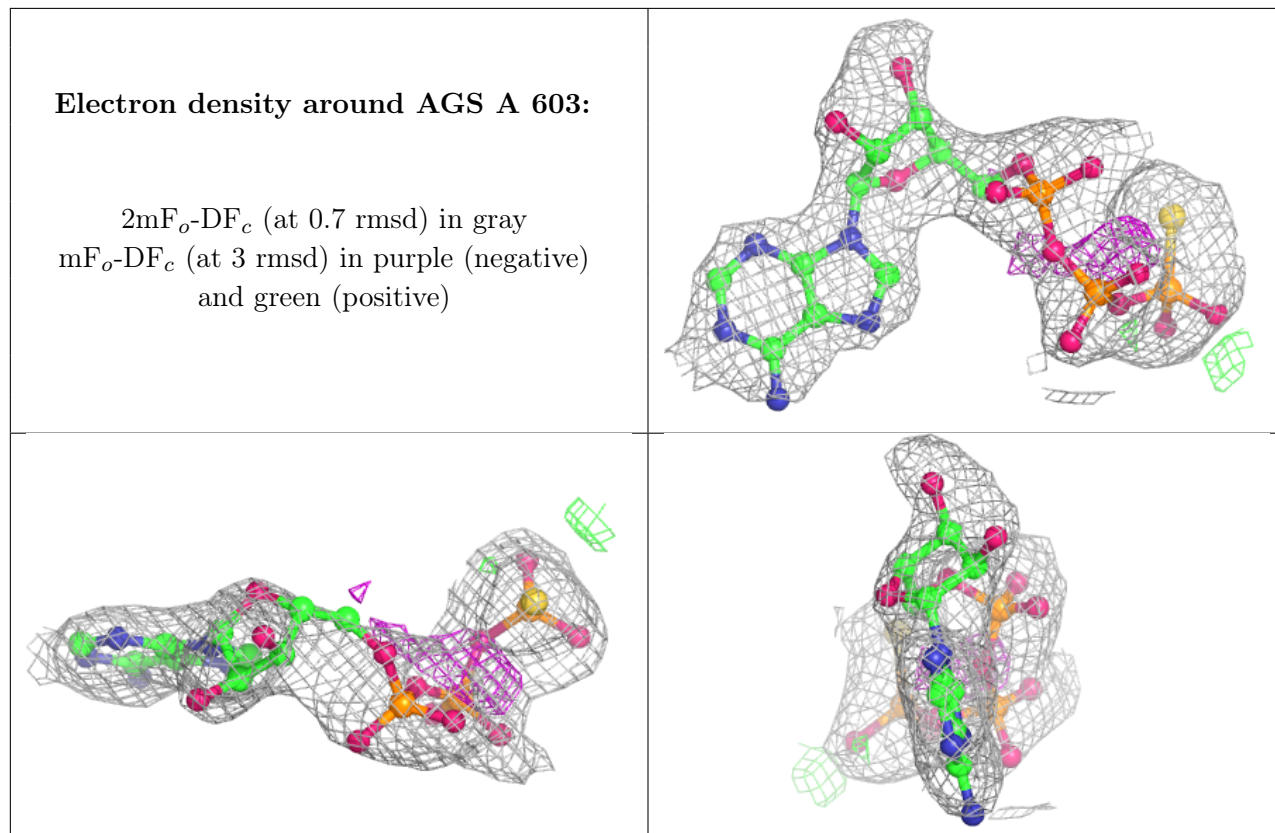 Electron density around AGS A 603:
2mFo-DFc (at 0.7 rmsd) in gray
mFo-DFc (at 3 rmsd) in purple (negative)
and green (positive)